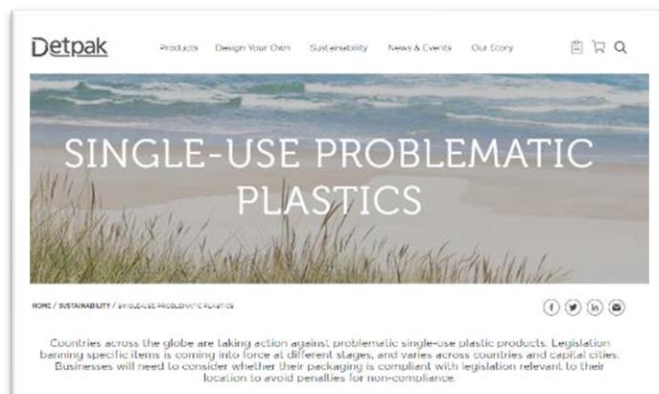 Detpak
Products Design Your Own Sustainability News & Events Our Story
SINGLE-USE PROBLEMATIC
PLASTICS
HOME / SUSTAINABILITY / SINGLE-USE PROBLEMATIC PLASTICS
Countries across the globe are taking action against problematic single-use plastic products. Legislation
banning specific items is coming into force at different stages, and varies across countries and capital cities.
Businesses will need to consider whether their packaging is compliant with legislation relevant to their
location to avoid penalties for non-compliance.